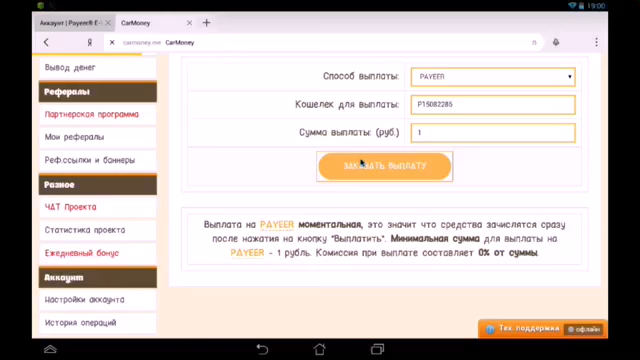 19:00
Аккаунт | Payeer® E-
CarMoney
carmoney.me CarMoney
Вывод денег
Рефералы
Партнерская программа
Мои рефералы
Реф.ссылки и баннеры
Разное
ЧАТ Проекта
Статистика проекта
Ежедневный бонус
Аккаунт
Настройки аккаунта
История операций
Способ выплаты: PAYEER
Кошелек для выплаты: P15082286
Сумма выплаты: (руб.) 1
ЗАКАЗАТЬ ВЫПЛАТУ
Выплата на PAYEER моментальная, это значит что средства зачислятся сразу
после нажатия на кнопку "Выплатить". Минимальная сумма для выплаты на
PAYEER - 1 рубль. Комиссия при выплате составляет 0% от суммы.
Тех. поддержка офлайн